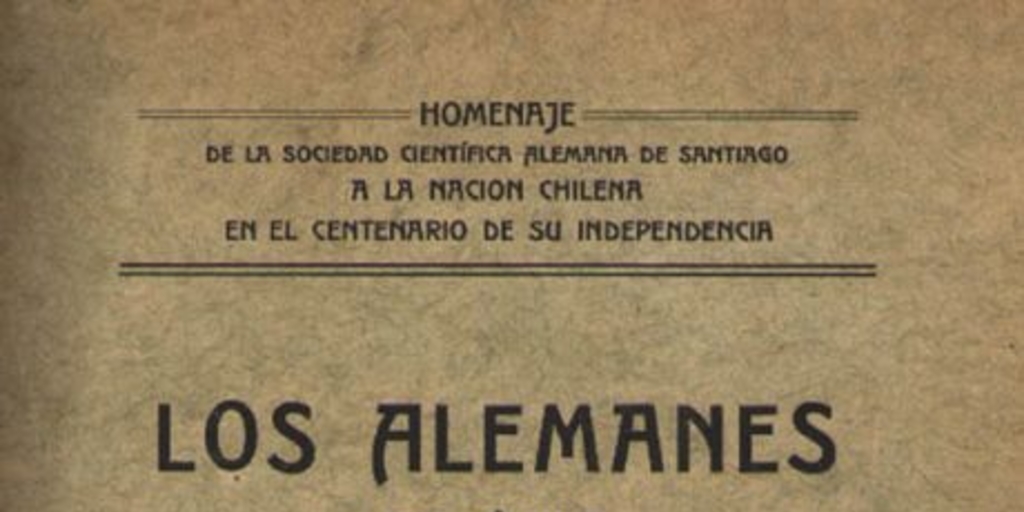 HOMENAJE
DE LA SOCIEDAD CIENTÍFICA ALEMANA DE SANTIAGO
A LA NACION CHILENA
EN EL CENTENARIO DE SU INDEPENDENCIA
LOS ALEMANES